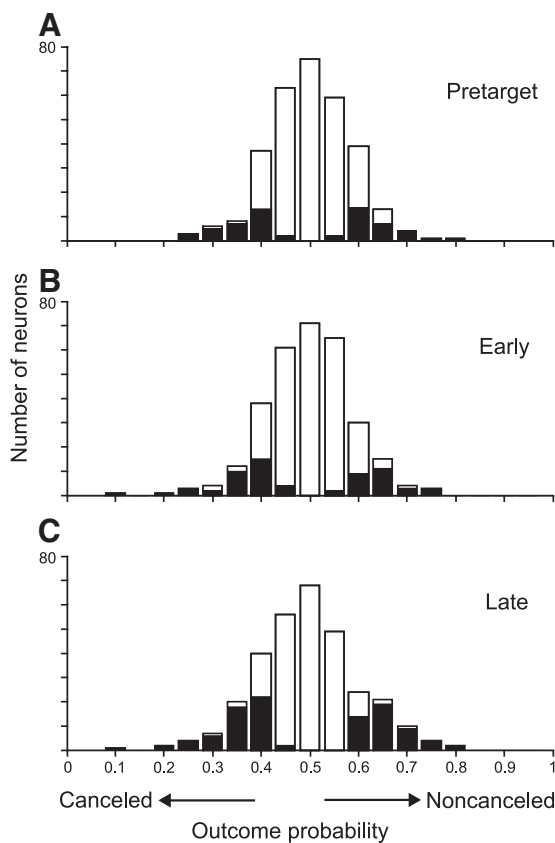 A
80
Pretarget
B
80
Early
Number of neurons
C
80
Late
0 0.1 0.2 0.3 0.4 0.5 0.6 0.7 0.8 0.9 1
Canceled Noncanceled
Outcome probability